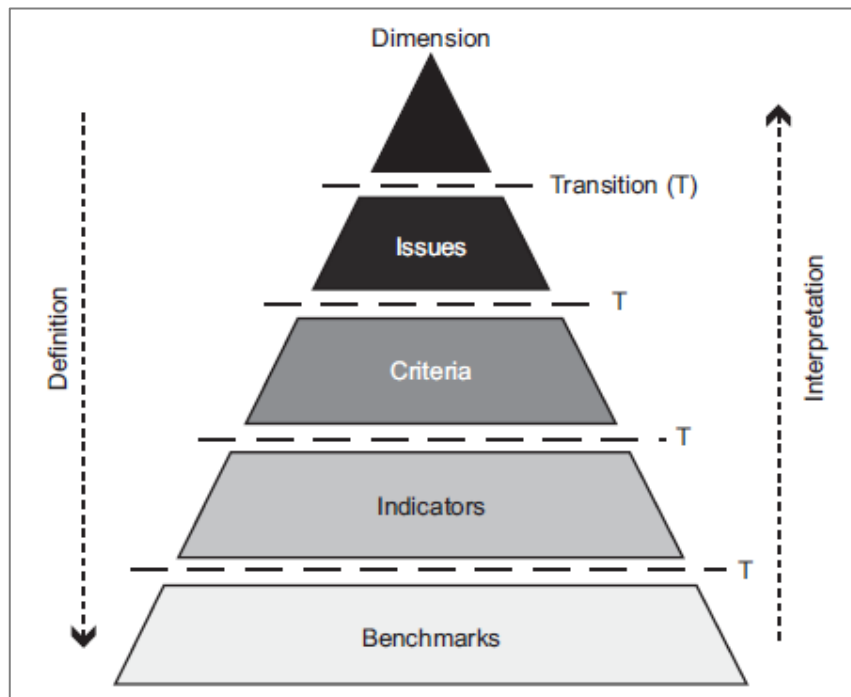 Dimension
Transition (T)
Issues
T
Definition
Interpretation
Criteria
T
Indicators
T
Benchmarks